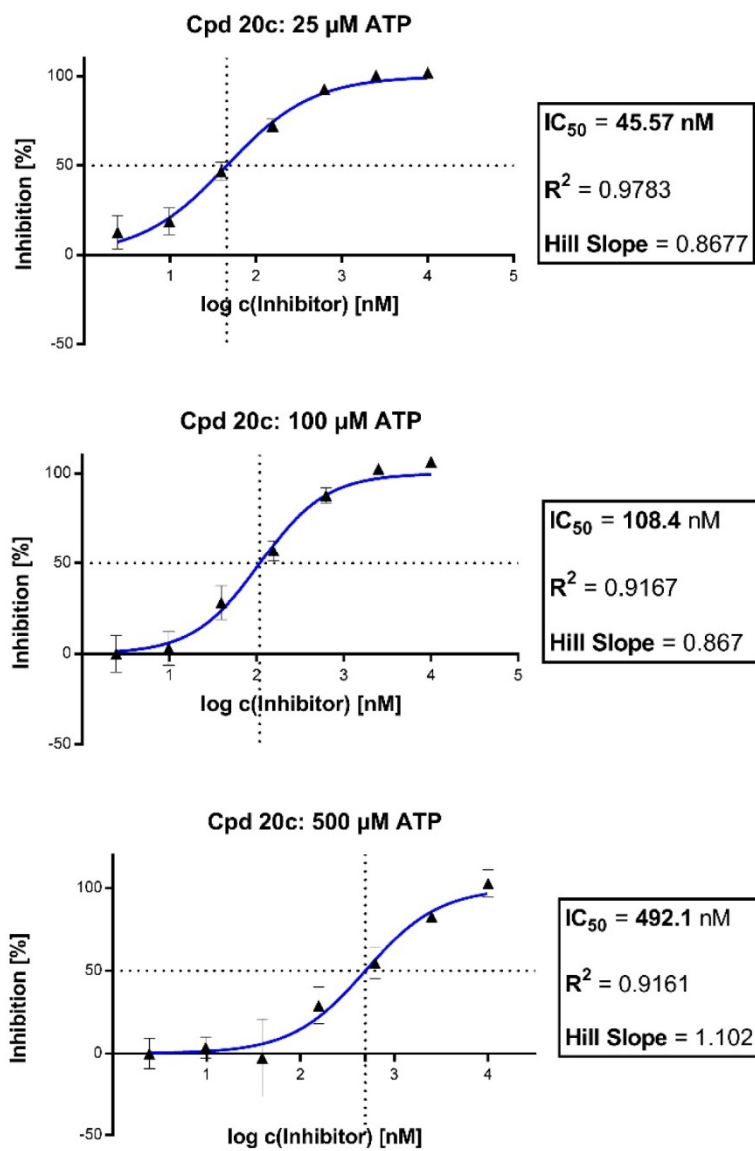 Cpd 20c: 25 µM ATP
Inhibition [%]
100
50
0
-50
1 2 3 4 5
log c(Inhibitor) [nM]
IC50 = 45.57 nM
R2 = 0.9783
Hill Slope = 0.8677
Cpd 20c: 100 µM ATP
Inhibition [%]
100
50
0
-50
1 2 3 4 5
log c(Inhibitor) [nM]
IC50 = 108.4 nM
R2 = 0.9167
Hill Slope = 0.867
Cpd 20c: 500 µM ATP
Inhibition [%]
100
50
0
-50
1 2 3 4
log c(Inhibitor) [nM]
IC50 = 492.1 nM
R2 = 0.9161
Hill Slope = 1.102